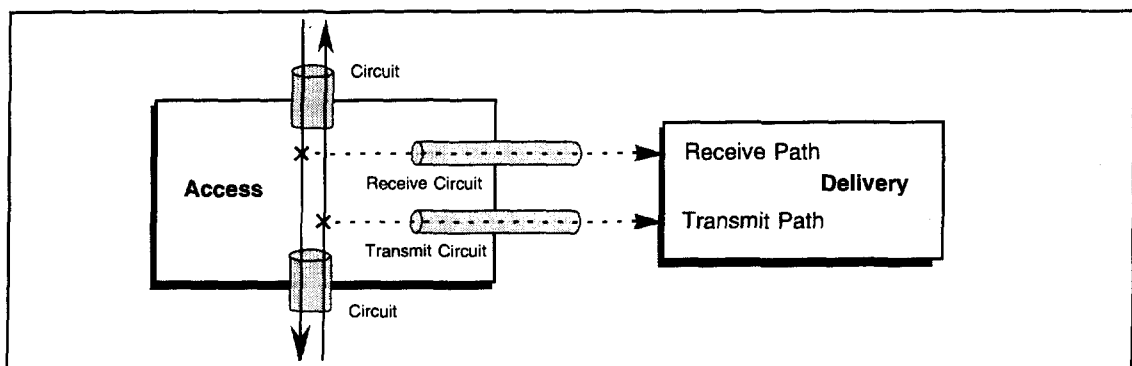 Circuit
Receive Path
Access
Receive Circuit
Delivery
Transmit Path
Transmit Circuit
Circuit